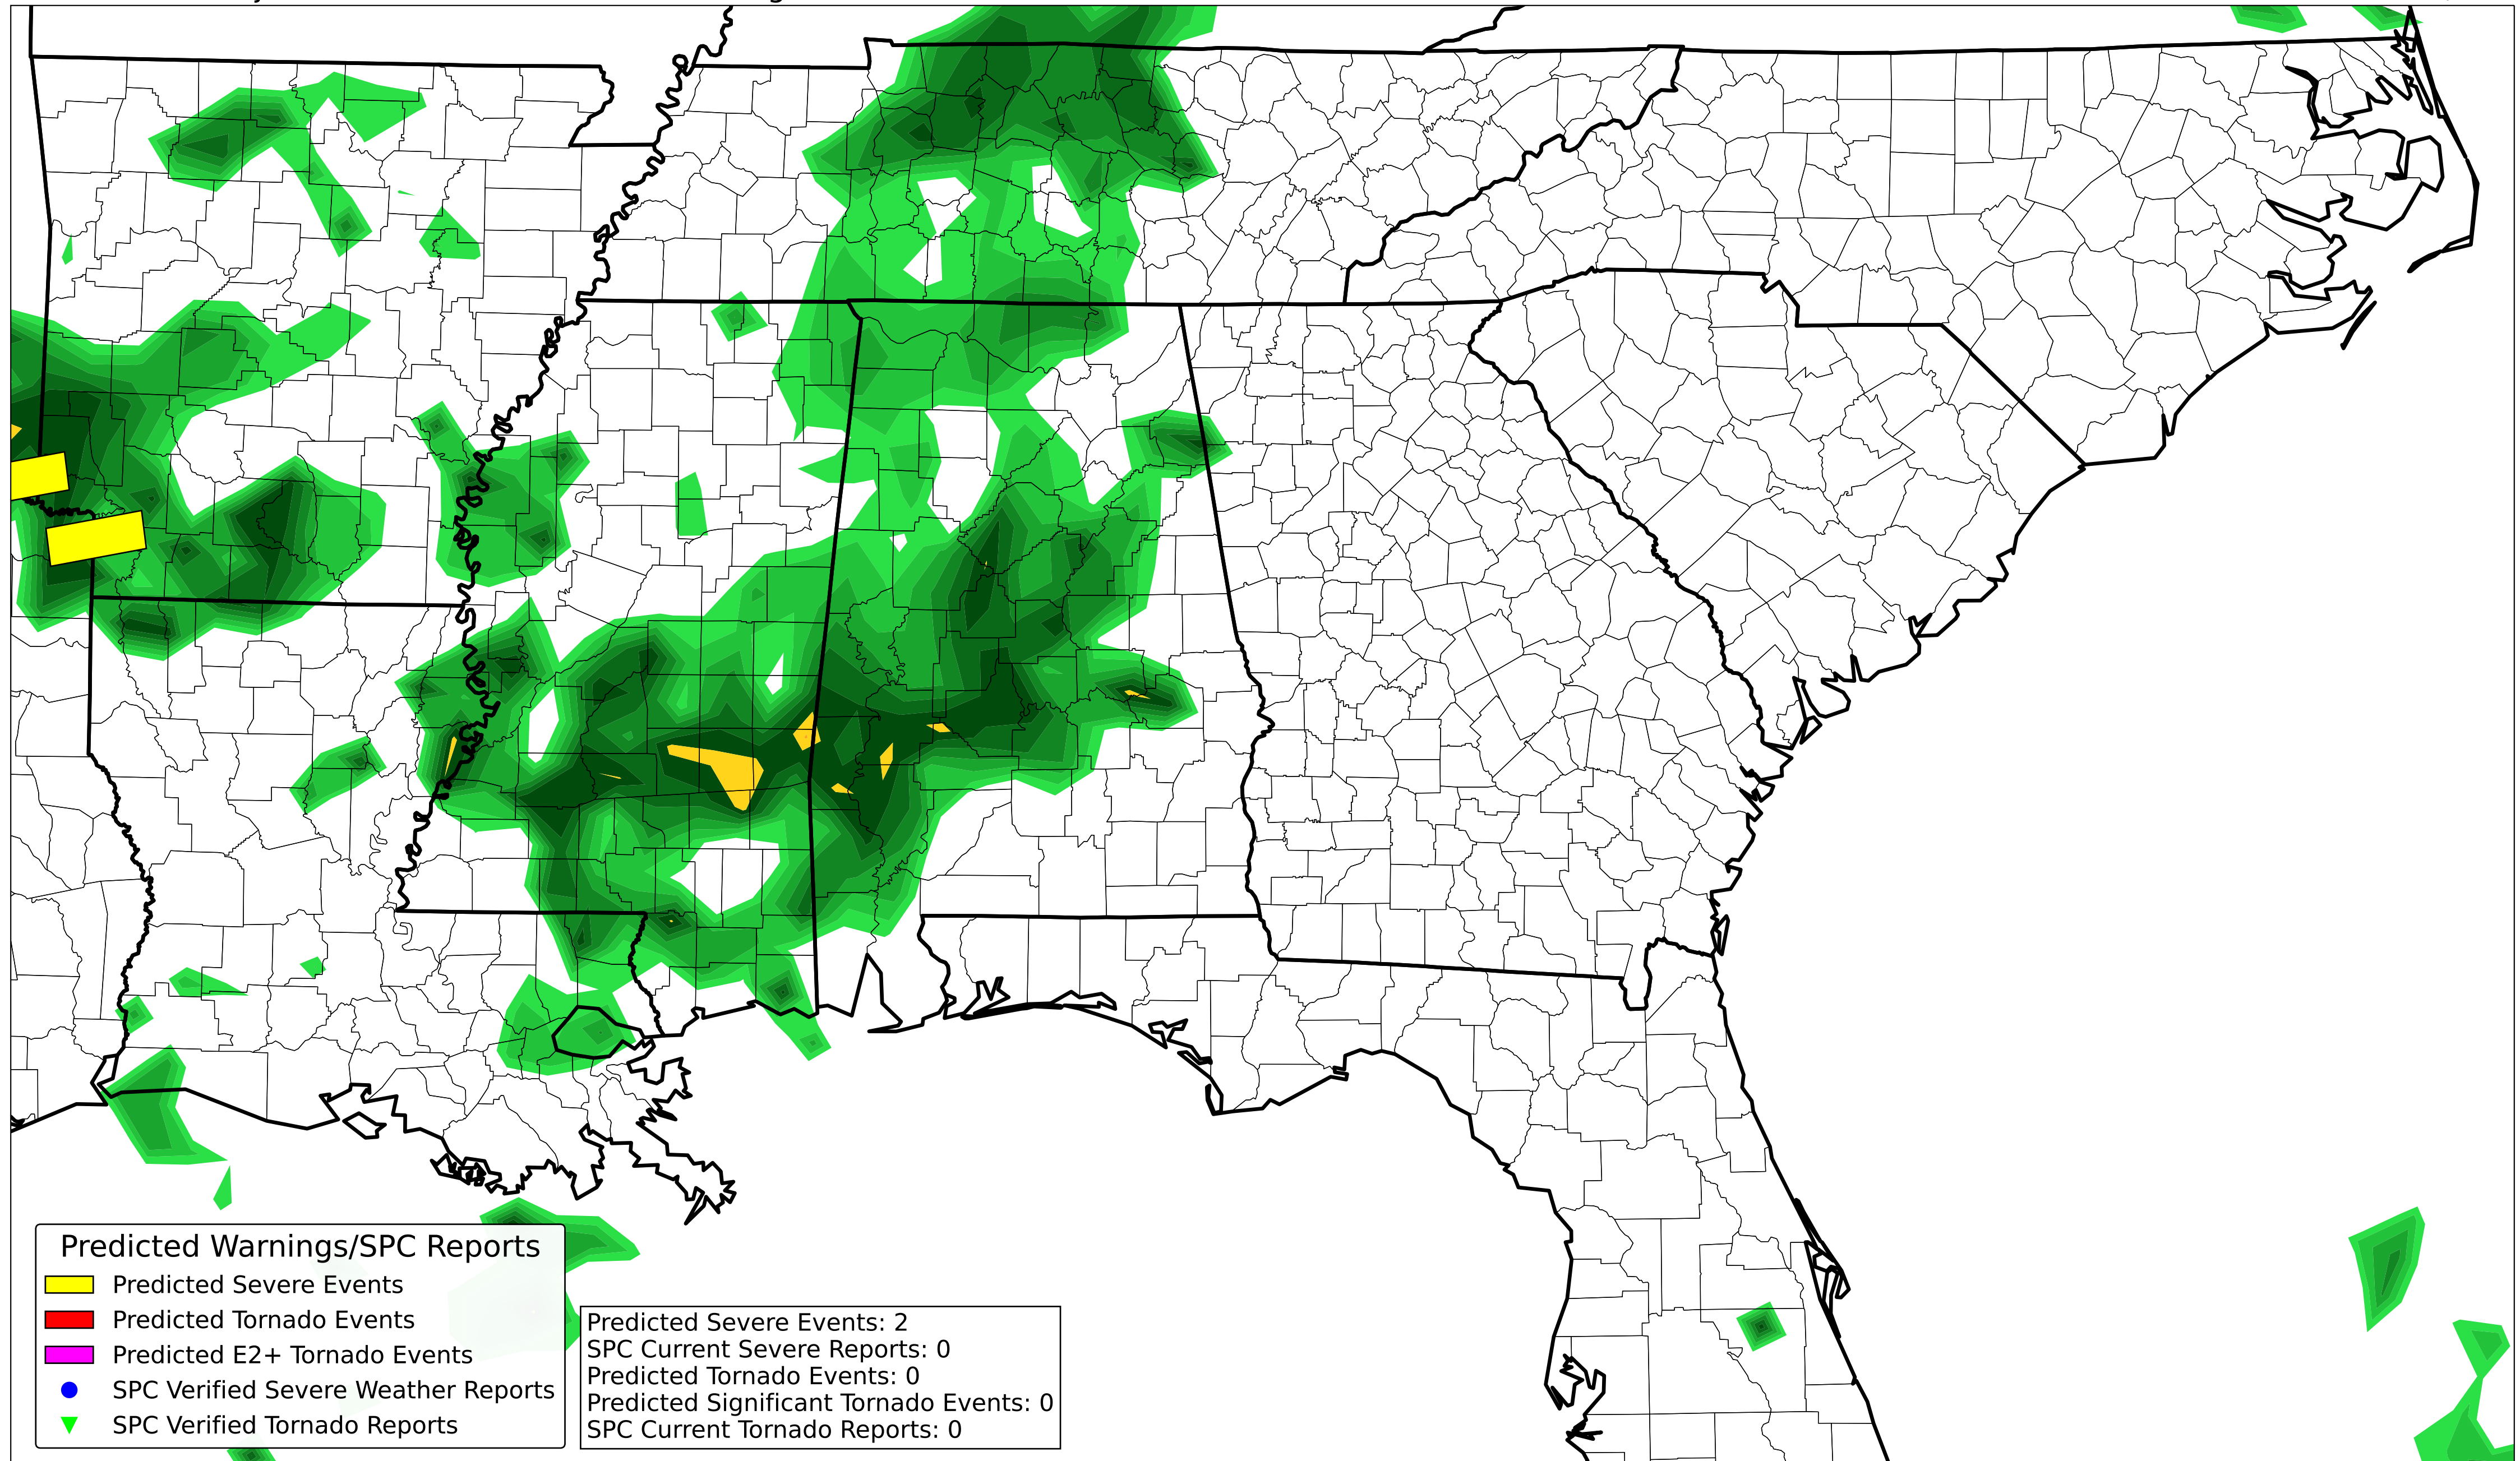 Predicted Warnings/SPC Reports
Predicted Severe Events
Predicted Tornado Events
Predicted E2+ Tornado Events
SPC Verified Severe Weather Reports
SPC Verified Tornado Reports
Predicted Severe Events: 2
SPC Current Severe Reports: 0
Predicted Tornado Events: 0
Predicted Significant Tornado Events: 0
SPC Current Tornado Reports: 0